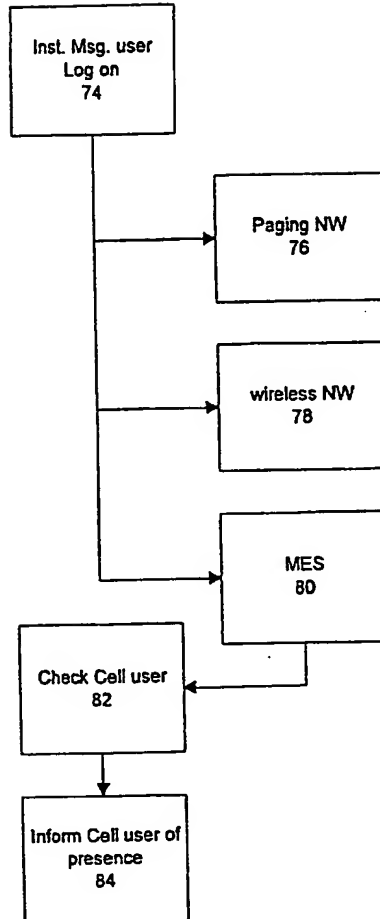 Inst. Msg. user
Log on
74
Paging NW
76
wireless NW
78
MES
80
Check Cell user
82
Inform Cell user of
presence
84